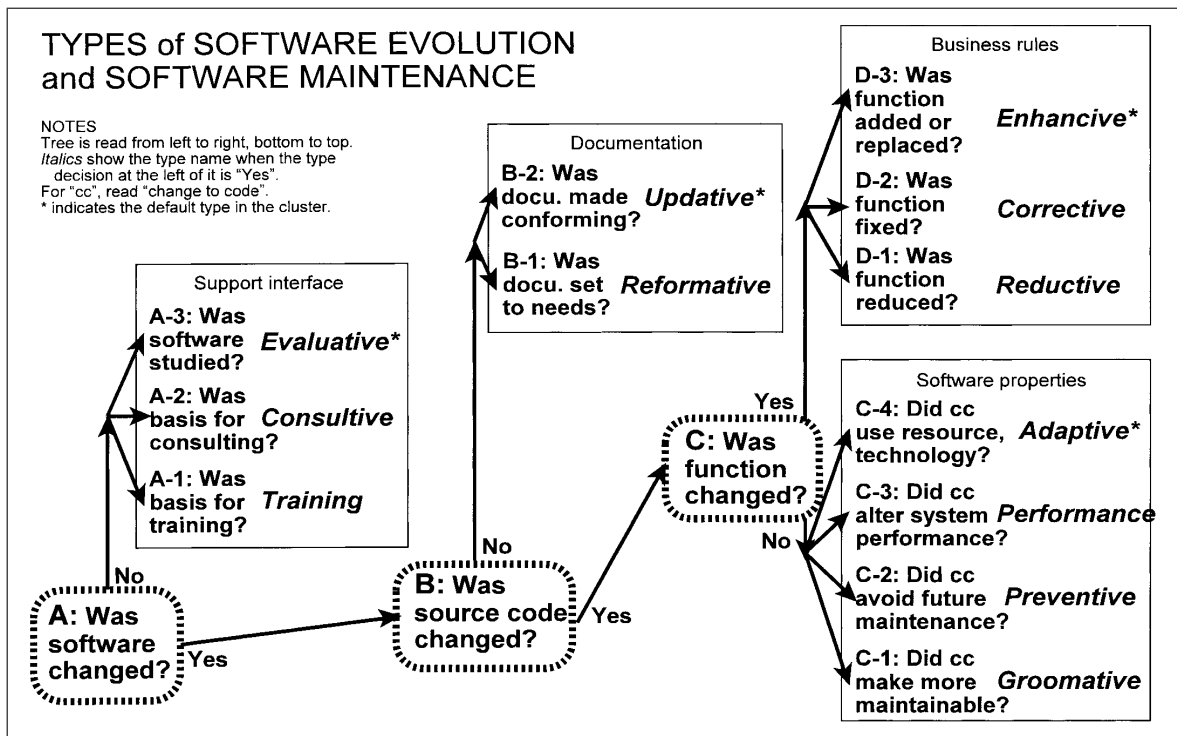 TYPES of SOFTWARE EVOLUTION
and SOFTWARE MAINTENANCE
NOTES
Tree is read from left to right, bottom to top.
Italics show the type name when the type
decision at the left of it is "Yes".
For "cc", read "change to code".
* indicates the default type in the cluster.
Support interface
A-3: Was
software
studied?
Evaluative*
A-2: Was
basis for
consulting?
Consultive
A-1: Was
basis for
training?
Training
No
A: Was
software
changed?
Yes
Documentation
B-2: Was
docu. made
conforming?
Updative*
B-1: Was
docu. set
to needs?
Reformative
No
B: Was
source code
changed?
Yes
Business rules
D-3: Was
function
added or
replaced?
Enhancive*
D-2: Was
function
fixed?
Corrective
D-1: Was
function
reduced?
Reductive
Yes
C: Was
function
changed?
No
Software properties
C-4: Did cc
use resource,
technology?
Adaptive*
C-3: Did cc
alter system
performance?
Performance
C-2: Did cc
avoid future
maintenance?
Preventive
C-1: Did cc
make more
maintainable?
Groomative